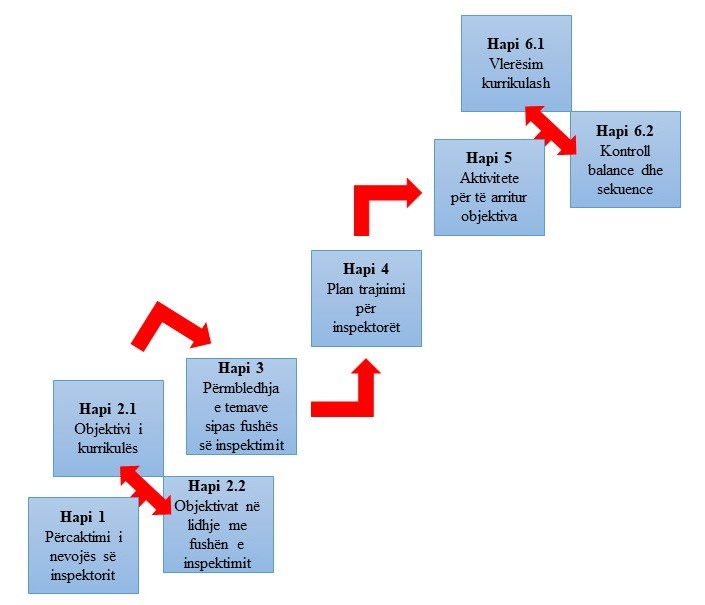 Hapi 6.1
Vlerësim
kurrikulash
Hapi 6.2
Kontroll
balance dhe
sekuence
Hapi 5
Aktivitete
për të arritur
objektiva
Hapi 4
Plan trajnimi
për
inspektorët
Hapi 3
Përmbledhja
e temave
sipas fushës
së inspektimit
Hapi 2.1
Objektivi i
kurrikulës
Hapi 2.2
Objektivat në
lidhje me
fushën e
inspektimit
Hapi 1
Përcaktimi i
nevojës së
inspektorit